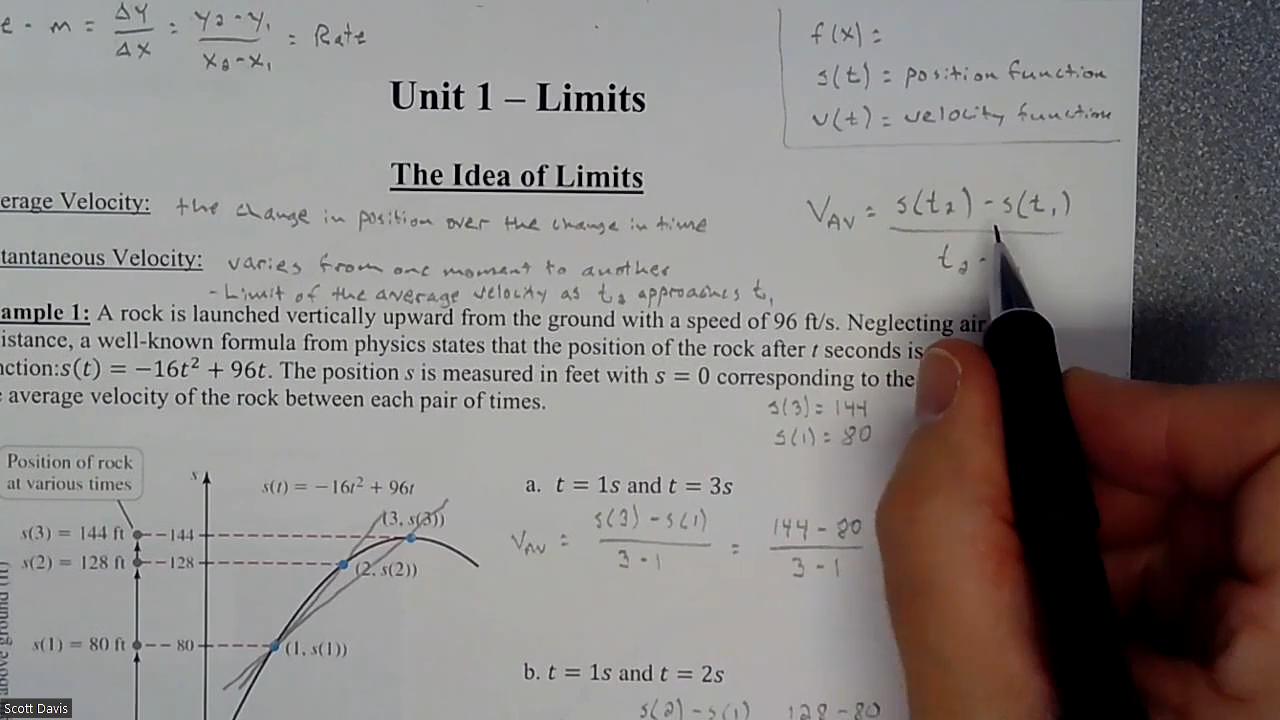 e - m = ΔY/ΔX = y2 - y1 / x2 - x1 = Rate
f(x) =
s(t) = position function
v(t) = velocity function
Unit 1 – Limits
The Idea of Limits
erage Velocity: the change in position over the change in time
VAV = s(t2) - s(t1) / t2 -
tantaneous Velocity: varies from one moment to another
- Limit of the average velocity as t2 approaches t1
ample 1: A rock is launched vertically upward from the ground with a speed of 96 ft/s. Neglecting air
istance, a well-known formula from physics states that the position of the rock after t seconds is
nction: s(t) = −16t² + 96t. The position s is measured in feet with s = 0 corresponding to the
average velocity of the rock between each pair of times.
s(3) = 144
s(1) = 80
Position of rock
at various times
s
s(t) = −16t² + 96t
a. t = 1s and t = 3s
(3, s(3))
s(3) = 144 ft
144
VAV = s(3) - s(1) / 3 - 1 = 144 - 80 / 3 - 1
s(2) = 128 ft
128
(2, s(2))
s(1) = 80 ft
80
(1, s(1))
above ground (ft)
b. t = 1s and t = 2s
s(2) - s(1) 128 - 80
Scott Davis